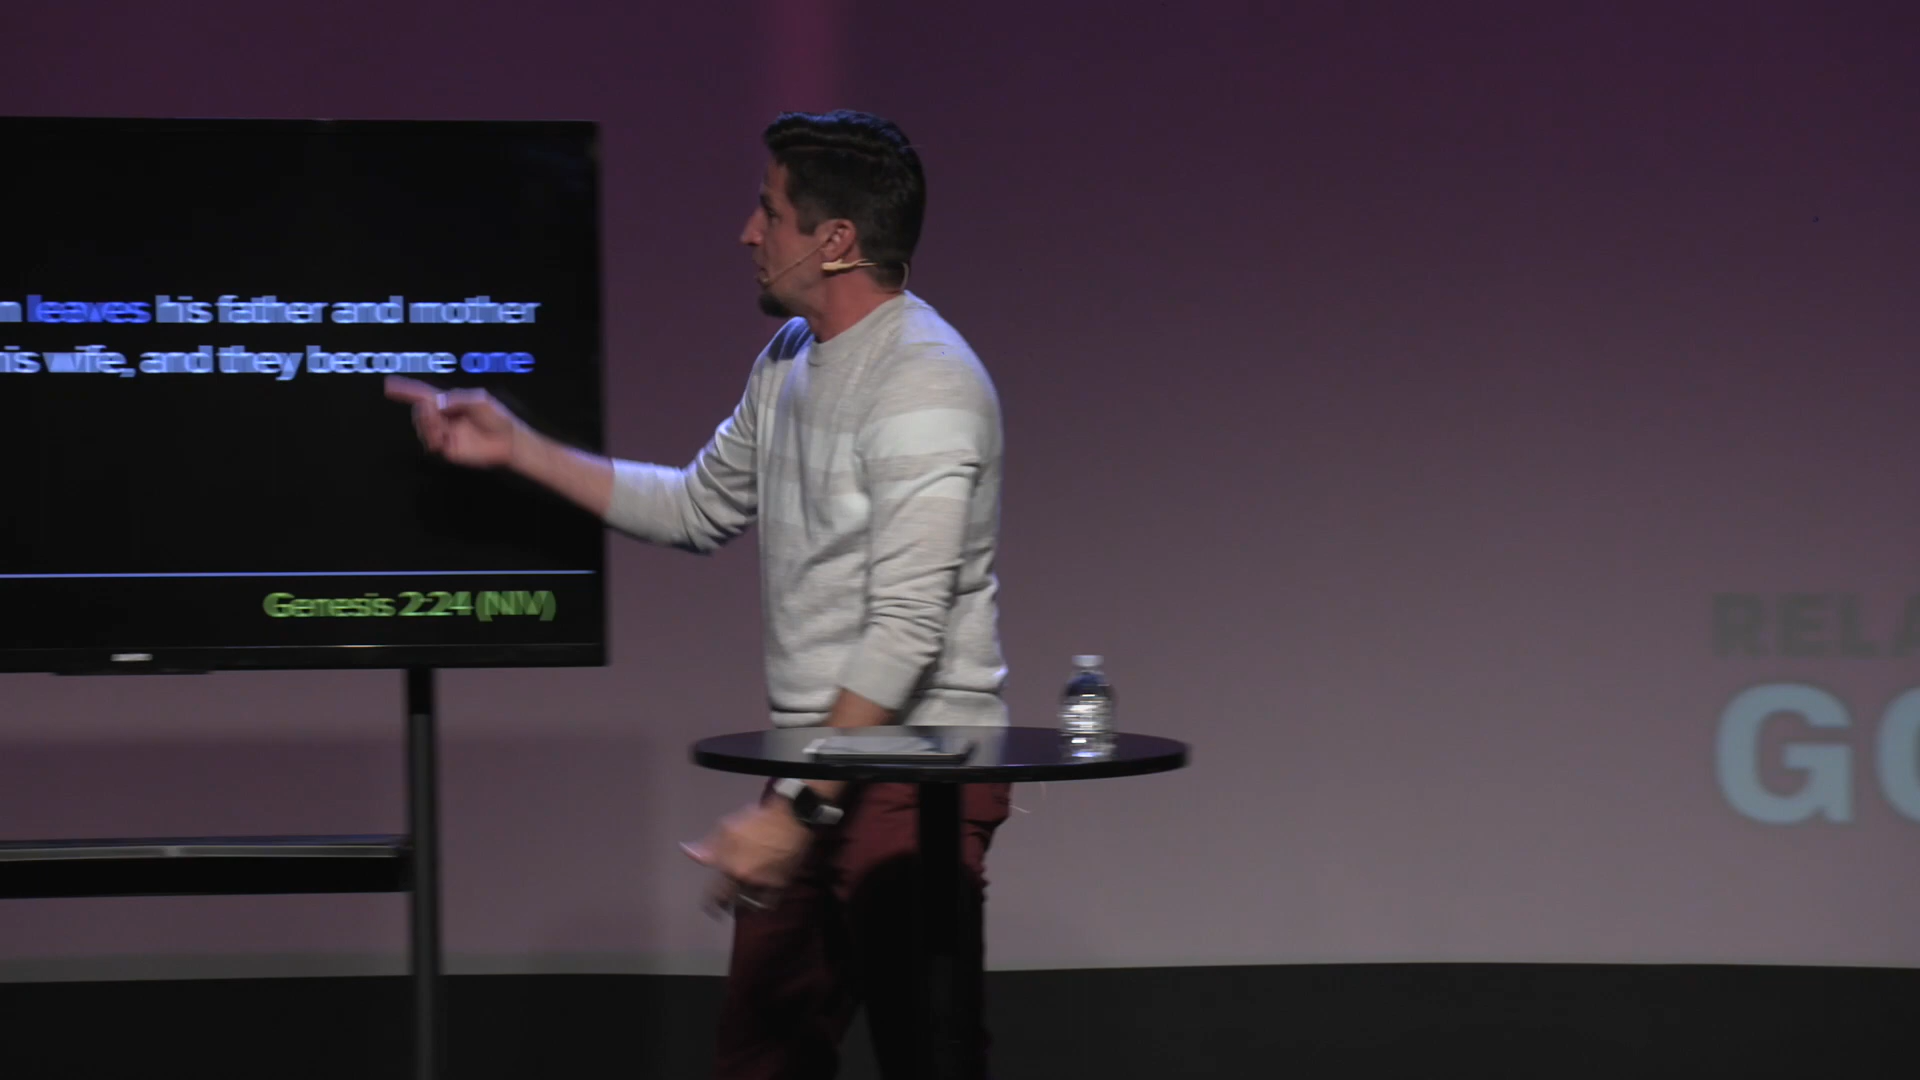 leaves his father and mother
his wife, and they become one
Genesis 2:24 (NIV)
RELA
GO